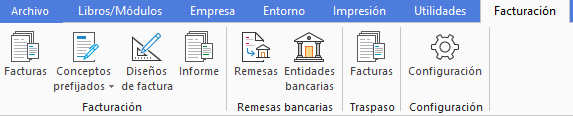 Archivo Libros/Módulos Empresa Entorno Impresión Utilidades Facturación
Facturas Conceptos prefijados Diseños de factura Informe Remesas Entidades bancarias Facturas Configuración
Facturación Remesas bancarias Traspaso Configuración